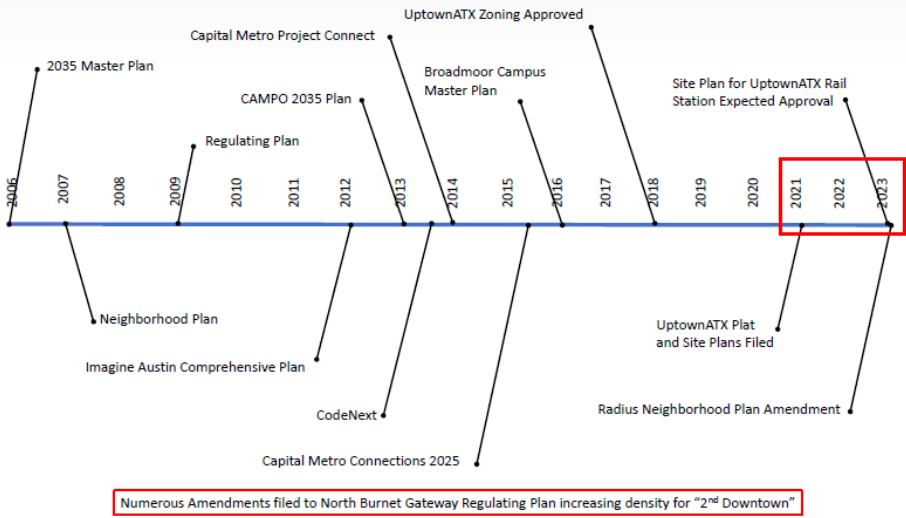 UptownATX Zoning Approved
Capital Metro Project Connect
2035 Master Plan
Broadmoor Campus
Master Plan
Site Plan for UptownATX Rail
Station Expected Approval
CAMPO 2035 Plan
Regulating Plan
2006 2007 2008 2009 2010 2011 2012 2013 2014 2015 2016 2017 2018 2019 2020 2021 2022 2023
Neighborhood Plan
UptownATX Plat
and Site Plans Filed
Imagine Austin Comprehensive Plan
CodeNext
Radius Neighborhood Plan Amendment
Capital Metro Connections 2025
Numerous Amendments filed to North Burnet Gateway Regulating Plan increasing density for “2nd Downtown”